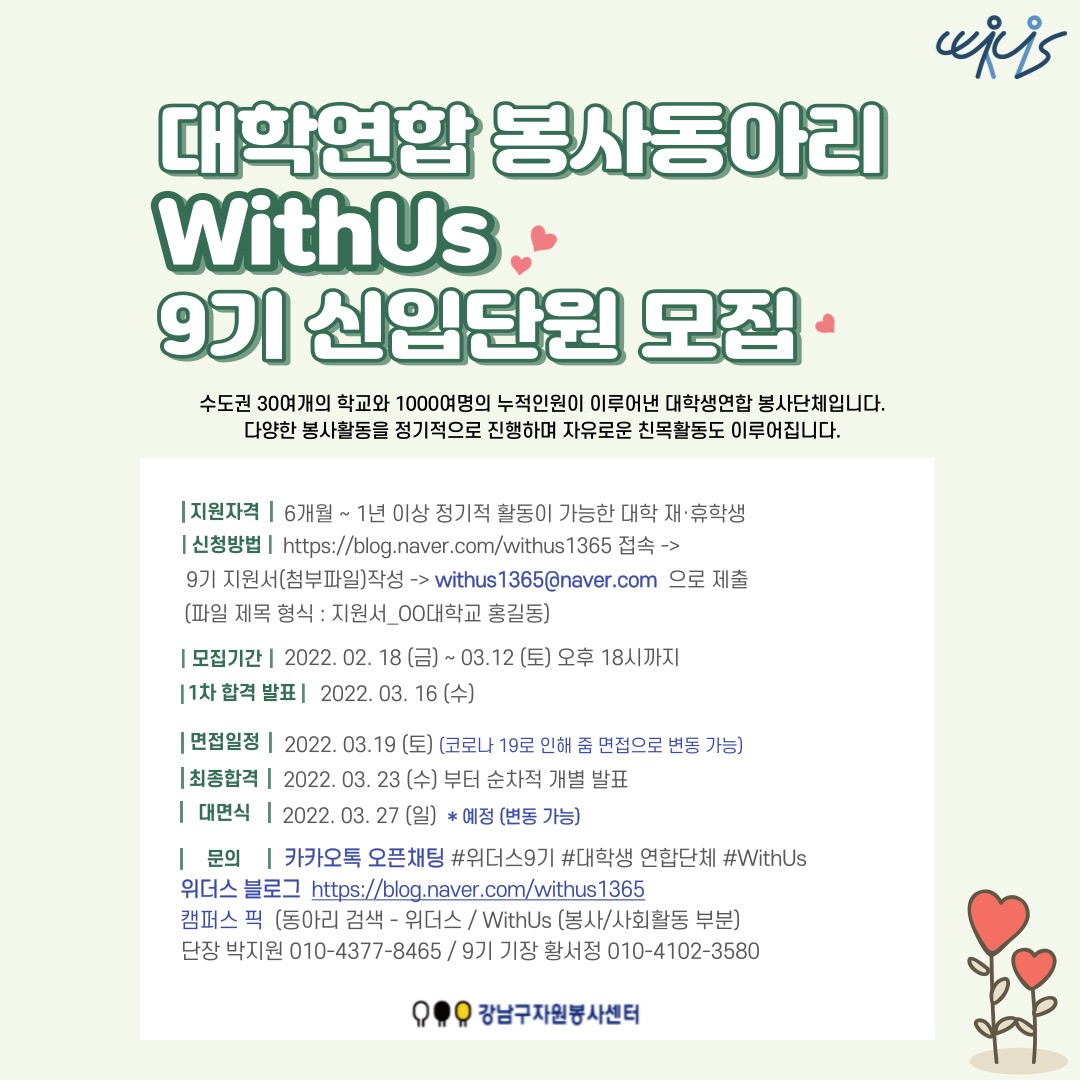 withus
대학연합 봉사동아리
WithUs
9기 신입단원 모집
수도권 30여개의 학교와 1000여명의 누적인원이 이루어낸 대학생연합 봉사단체입니다.
다양한 봉사활동을 정기적으로 진행하며 자유로운 친목활동도 이루어집니다.
|지원자격 | 6개월 ~ 1년 이상 정기적 활동이 가능한 대학 재·휴학생
| 신청방법 | https://blog.naver.com/withus1365 접속 ->
9기 지원서(첨부파일)작성 -> withus1365@naver.com 으로 제출
(파일 제목 형식 : 지원서_OO대학교 홍길동)
| 모집기간 | 2022. 02. 18 (금) ~ 03.12 (토) 오후 18시까지
|1차 합격 발표 | 2022. 03. 16 (수)
| 면접일정 | 2022. 03.19 (토) (코로나 19로 인해 줌 면접으로 변동 가능)
|최종합격 | 2022. 03. 23 (수) 부터 순차적 개별 발표
| 대면식 | 2022. 03. 27 (일) * 예정 (변동 가능)
| 문의 | 카카오톡 오픈채팅 #위더스9기 #대학생 연합단체 #WithUs
위더스 블로그 https://blog.naver.com/withus1365
캠퍼스 픽 (동아리 검색 - 위더스 / WithUs (봉사/사회활동 부분)
단장 박지원 010-4377-8465 / 9기 기장 황서정 010-4102-3580
강남구자원봉사센터